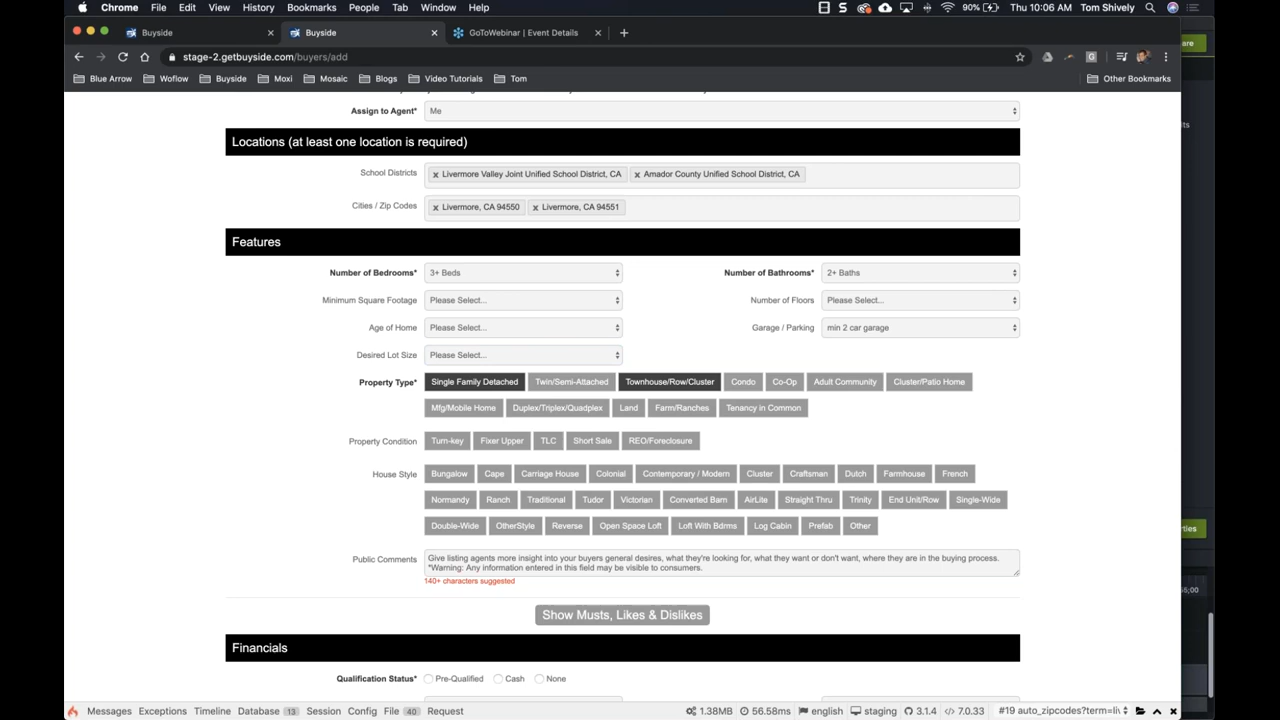 Chrome File Edit View History Bookmarks People Tab Window Help 90% Thu 10:06 AM Tom Shively
Buyside Buyside GoToWebinar | Event Details
stage-2.getbuyside.com/buyers/add
Blue Arrow Woflow Buyside Moxi Mosaic Blogs Video Tutorials Tom Other Bookmarks
Assign to Agent* Me
Locations (at least one location is required)
School Districts × Livermore Valley Joint Unified School District, CA × Amador County Unified School District, CA
Cities / Zip Codes × Livermore, CA 94550 × Livermore, CA 94551
Features
Number of Bedrooms* 3+ Beds Number of Bathrooms* 2+ Baths
Minimum Square Footage Please Select... Number of Floors Please Select...
Age of Home Please Select... Garage / Parking min 2 car garage
Desired Lot Size Please Select...
Property Type* Single Family Detached Twin/Semi-Attached Townhouse/Row/Cluster Condo Co-Op Adult Community Cluster/Patio Home
Mfg/Mobile Home Duplex/Triplex/Quadplex Land Farm/Ranches Tenancy in Common
Property Condition Turn-key Fixer Upper TLC Short Sale REO/Foreclosure
House Style Bungalow Cape Carriage House Colonial Contemporary / Modern Cluster Craftsman Dutch Farmhouse French
Normandy Ranch Traditional Tudor Victorian Converted Barn AirLite Straight Thru Trinity End Unit/Row Single-Wide
Double-Wide OtherStyle Reverse Open Space Loft Loft With Bdrms Log Cabin Prefab Other
Public Comments Give listing agents more insight into your buyers general desires, what they're looking for, what they want or don't want, where they are in the buying process.
*Warning: Any information entered in this field may be visible to consumers.
140+ characters suggested
Show Musts, Likes & Dislikes
Financials
Qualification Status* Pre-Qualified Cash None
Messages Exceptions Timeline Database 13 Session Config File 40 Request 1.38MB 56.58ms english staging 3.1.4 7.0.33 #19 auto_zipcodes?term=li